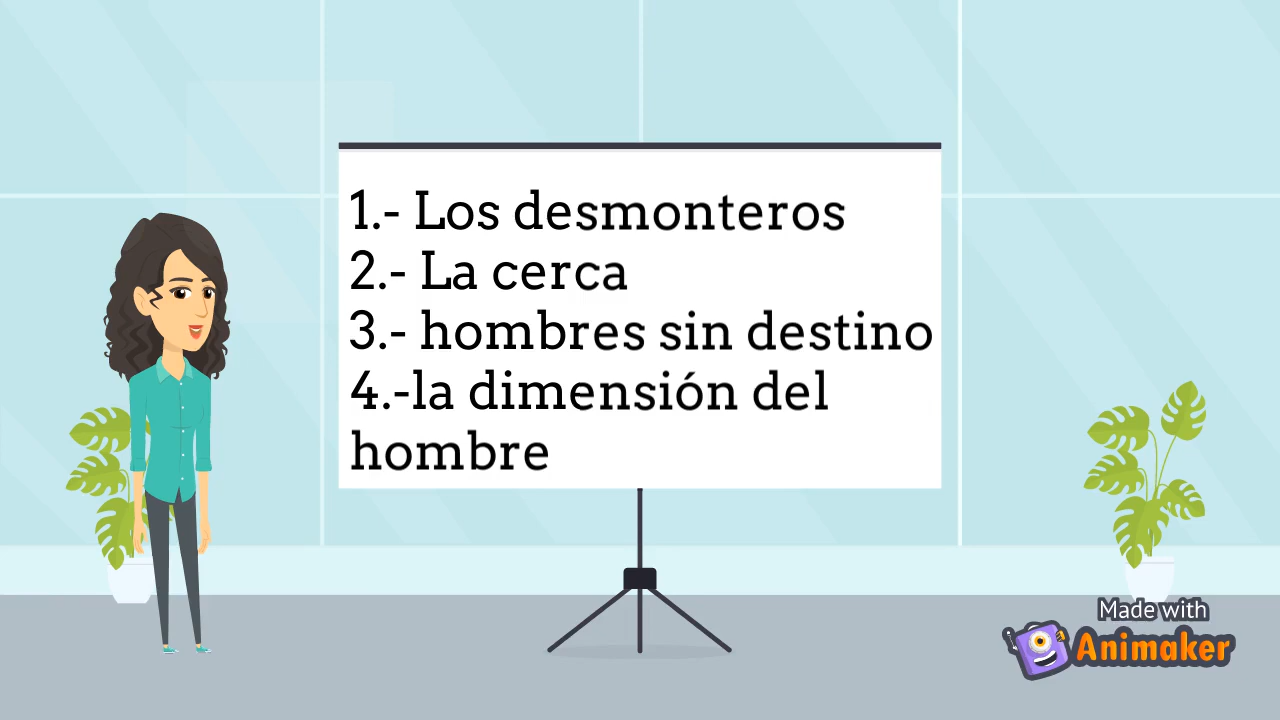 1.- Los desmonteros
2.- La cerca
3.- hombres sin destino
4.-la dimensión del
hombre
Made with
Animaker